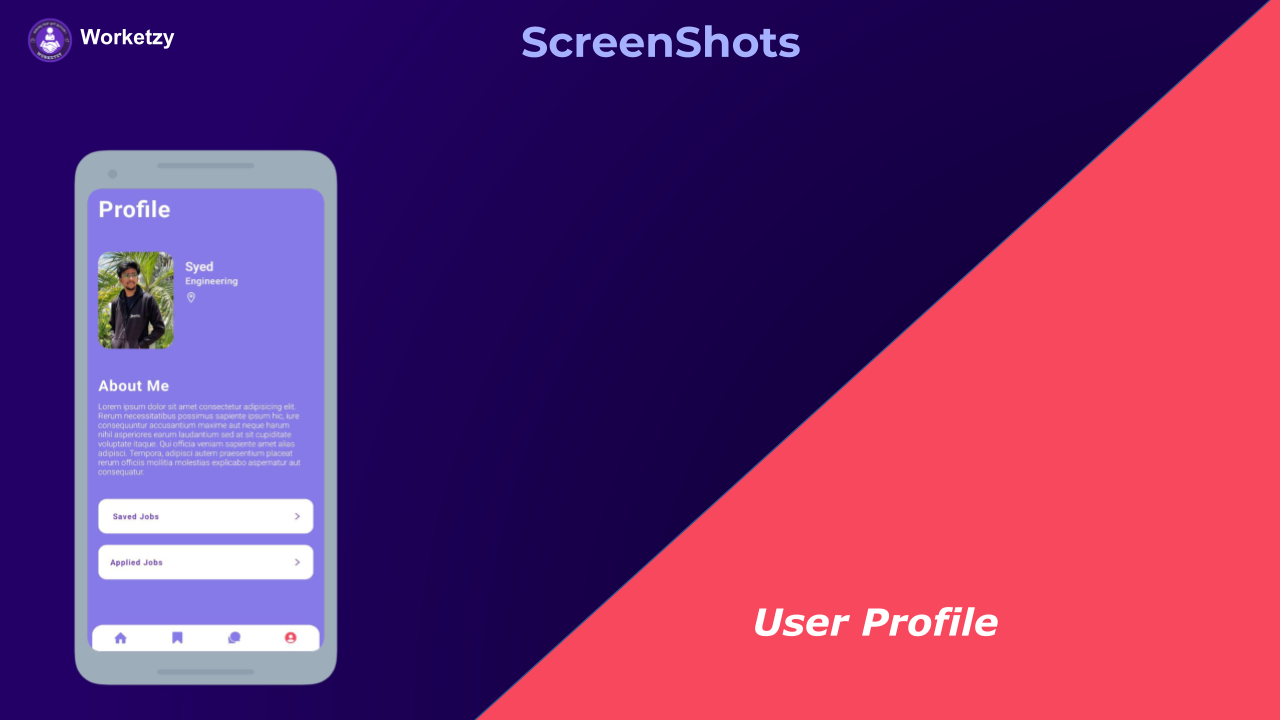 Worketzy
ScreenShots
Profile
Syed
Engineering
About Me
Lorem ipsum dolor sit amet consectetur adipisicing elit.
Rerum necessitatibus possimus sapiente ipsum hic, iure
consequuntur accusantium maxime aut neque harum
nihil asperiores earum laudantium sed at sit cupiditate
voluptate itaque. Qui officia veniam sapiente amet alias
adipisci. Tempora, adipisci autem praesentium placeat
rerum officiis mollitia molestias explicabo aspernatur aut
consequatur.
Saved Jobs
Applied Jobs
User Profile